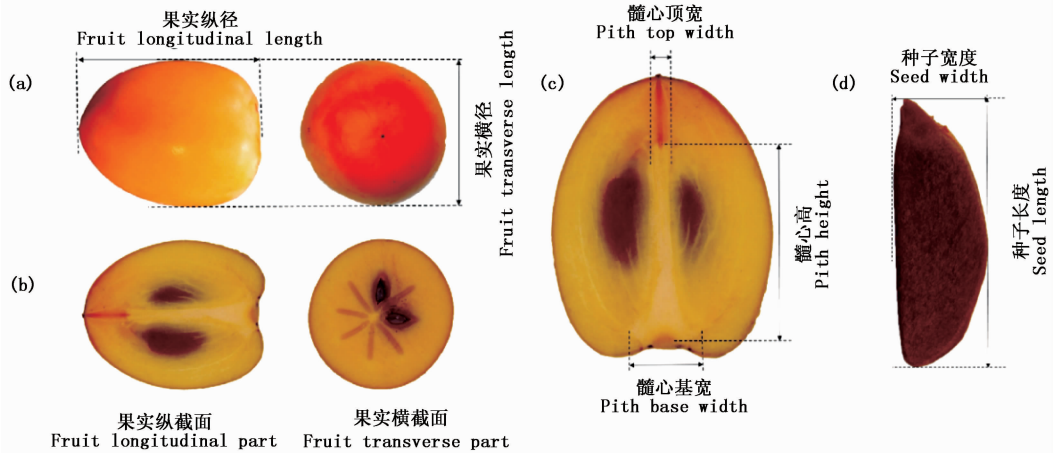 (a)
果实纵径
Fruit longitudinal length
果实横径
Fruit transverse length
(b)
果实纵截面
Fruit longitudinal part
果实横截面
Fruit transverse part
(c)
髓心顶宽
Pith top width
髓心高
Pith height
髓心基宽
Pith base width
(d)
种子宽度
Seed width
种子长度
Seed length